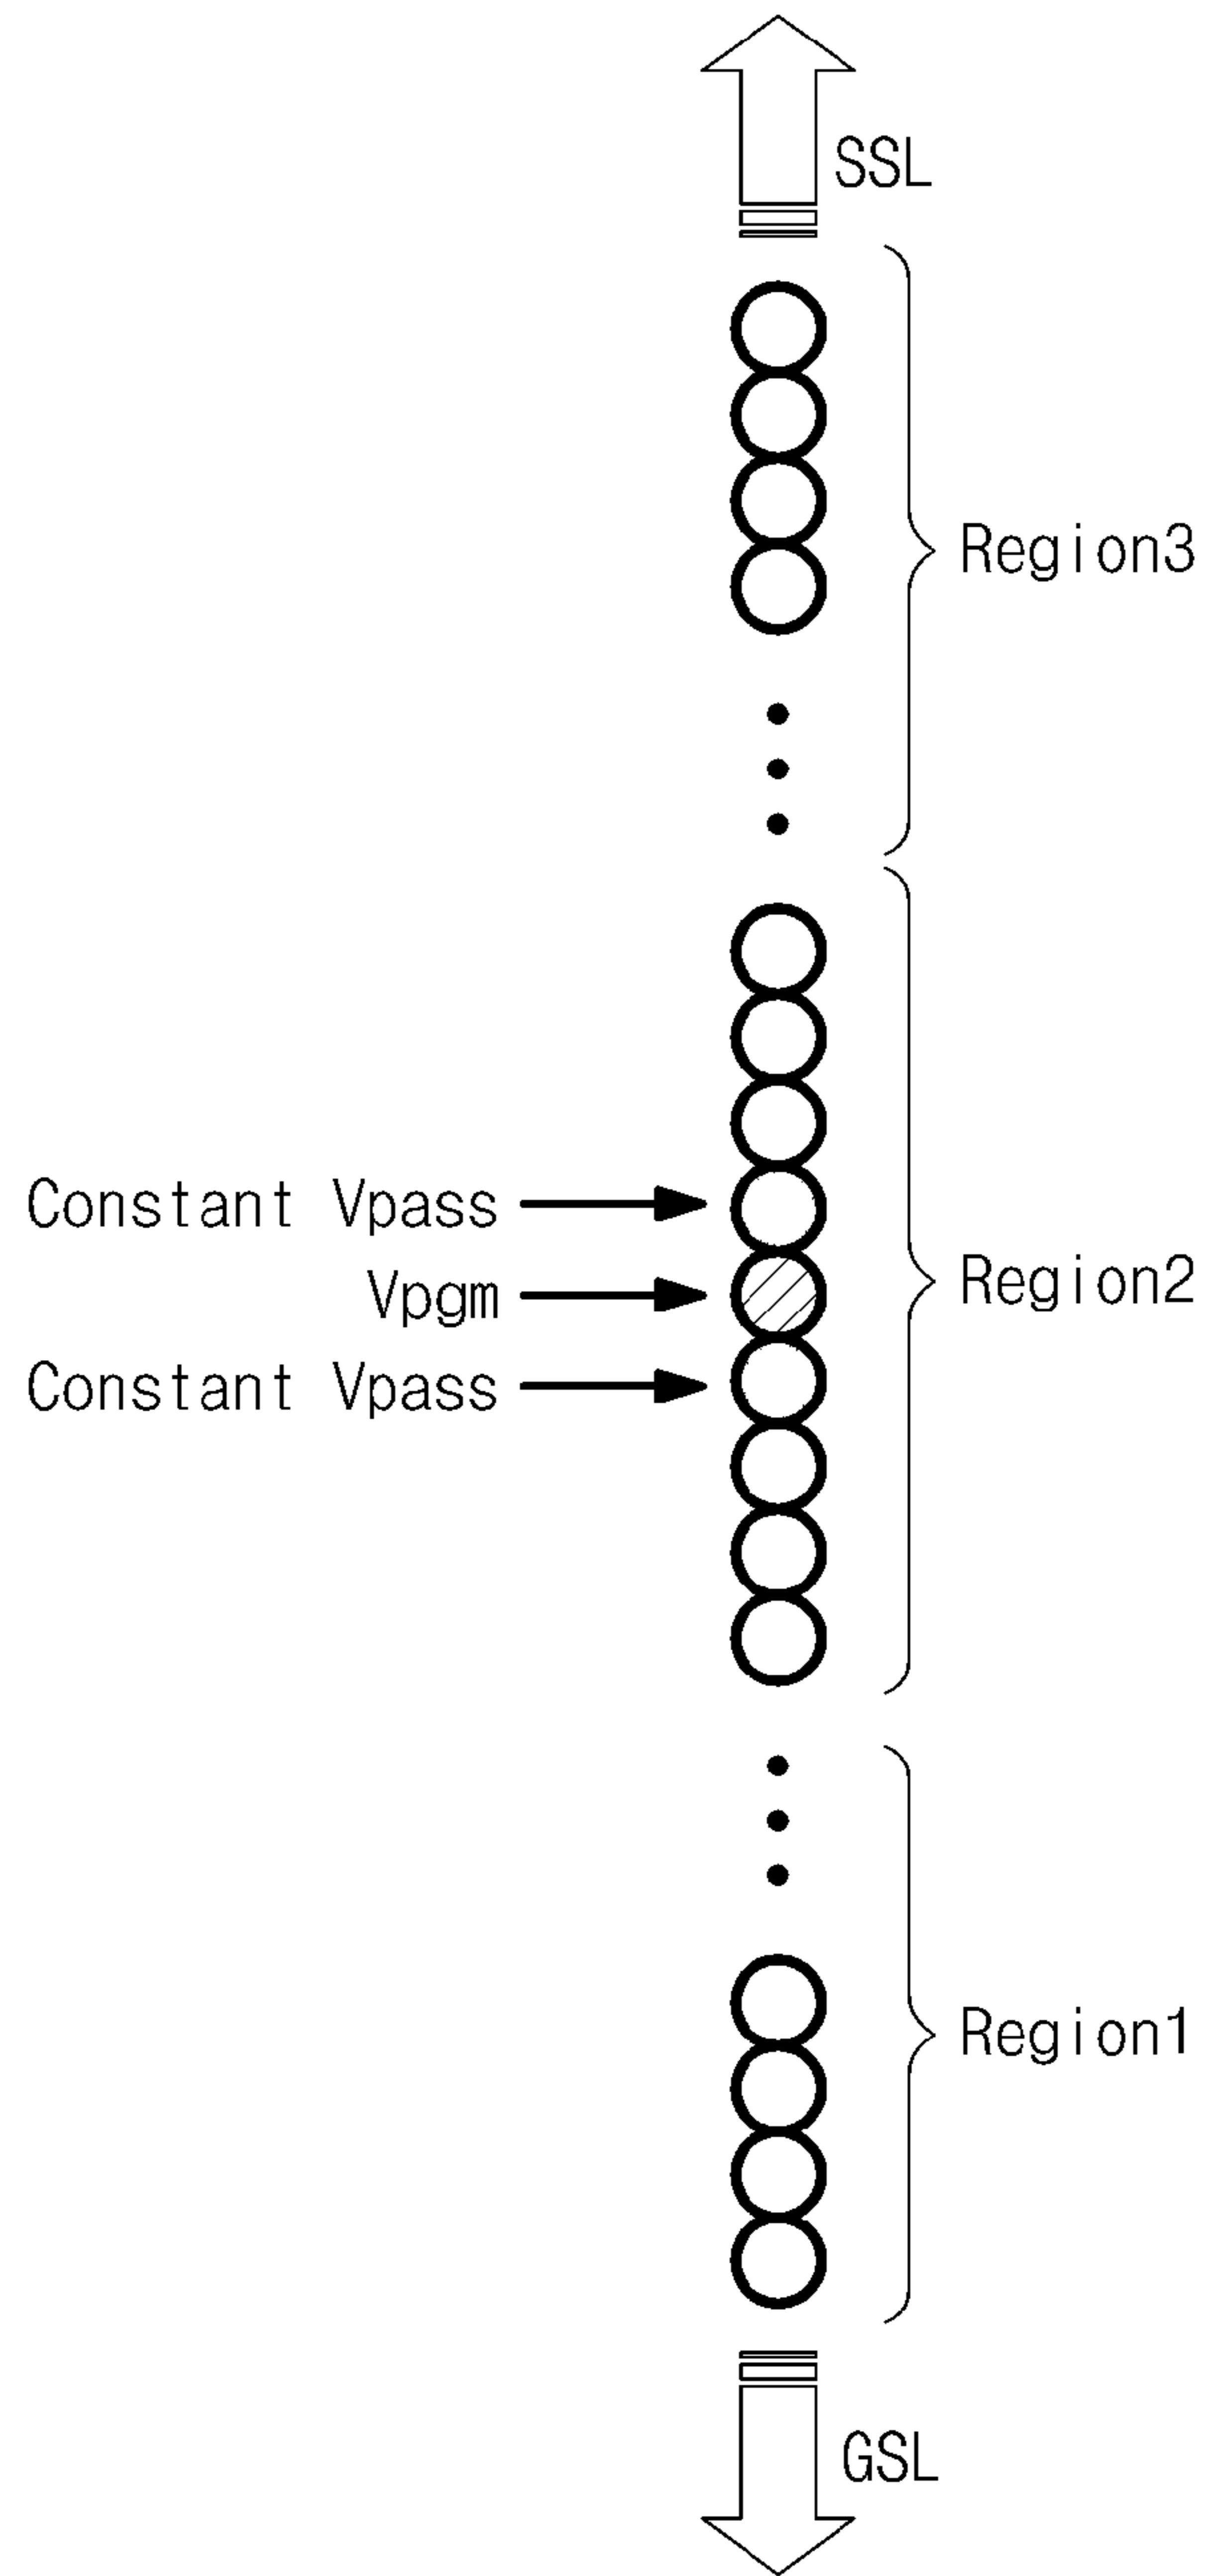 SSL
Region3
Constant Vpass
Vpgm
Region2
Constant Vpass
Region1
GSL